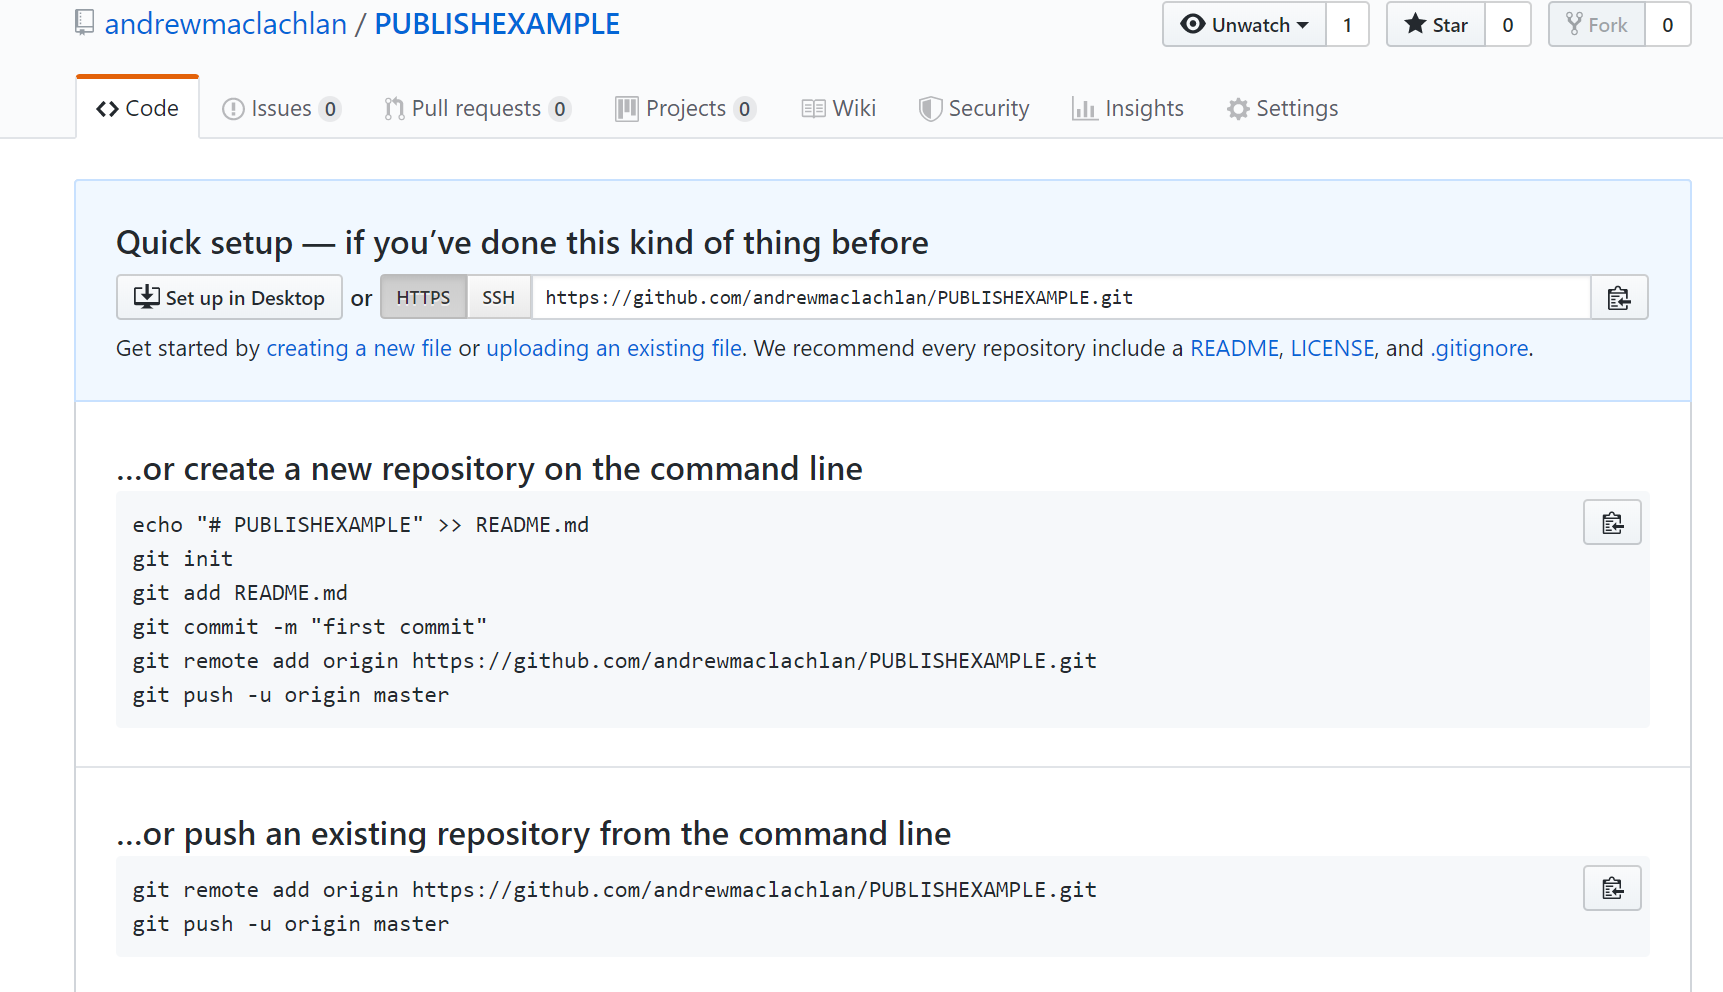 andrewmaclachlan / PUBLISHEXAMPLE
Unwatch 1 Star 0 Fork 0
Code Issues 0 Pull requests 0 Projects 0 Wiki Security Insights Settings
Quick setup — if you’ve done this kind of thing before
Set up in Desktop or HTTPS SSH https://github.com/andrewmaclachlan/PUBLISHEXAMPLE.git
Get started by creating a new file or uploading an existing file. We recommend every repository include a README, LICENSE, and .gitignore.
…or create a new repository on the command line
echo "# PUBLISHEXAMPLE" >> README.md
git init
git add README.md
git commit -m "first commit"
git remote add origin https://github.com/andrewmaclachlan/PUBLISHEXAMPLE.git
git push -u origin master
…or push an existing repository from the command line
git remote add origin https://github.com/andrewmaclachlan/PUBLISHEXAMPLE.git
git push -u origin master